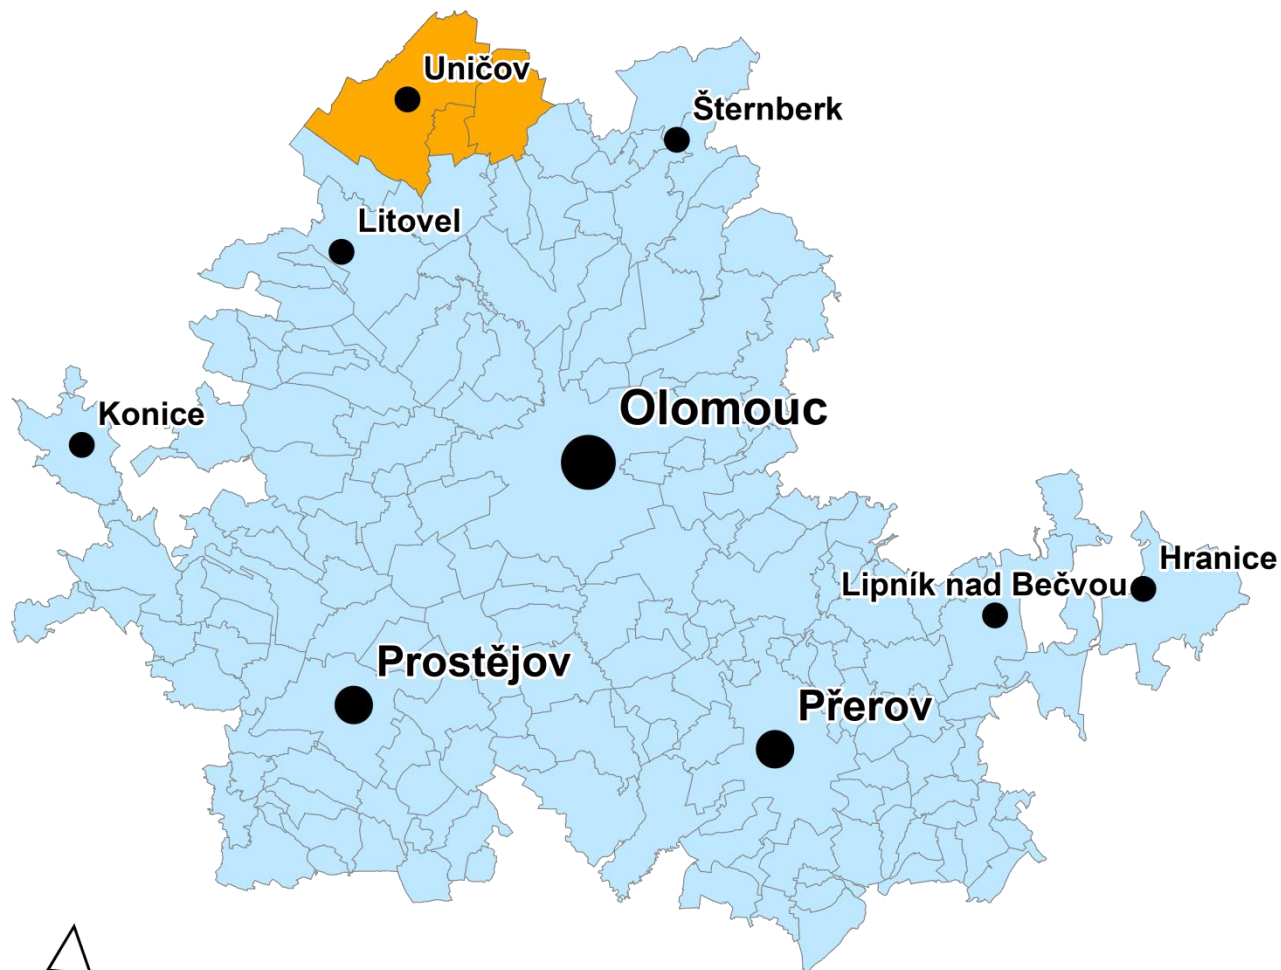 Uničov
Šternberk
Litovel
Konice
Olomouc
Hranice
Lipník nad Bečvou
Prostějov
Přerov